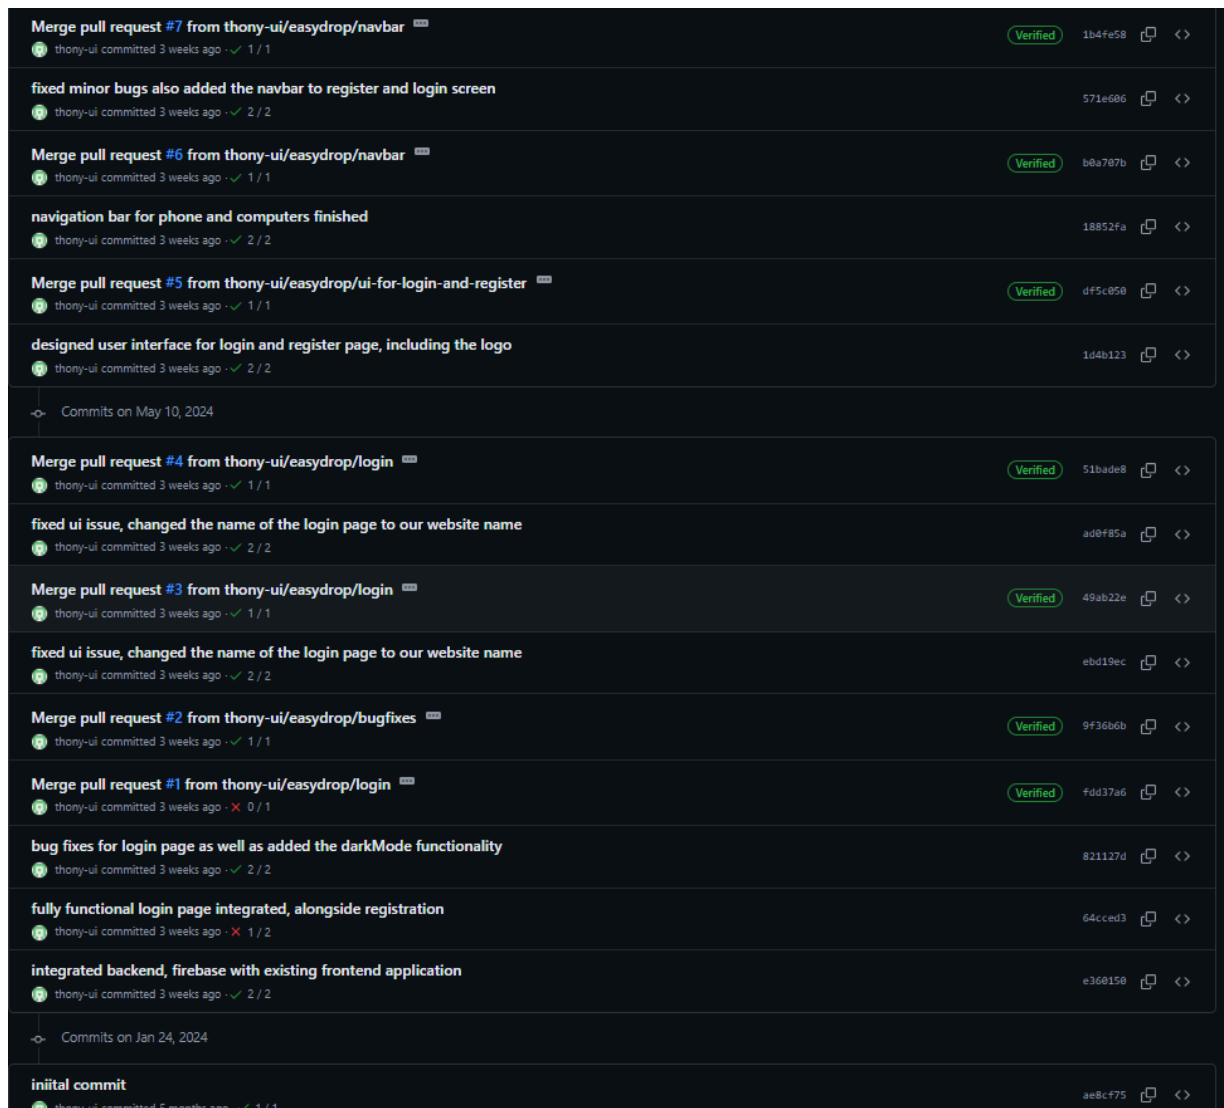 Merge pull request #7 from thony-ui/easydrop/navbar
thony-ui committed 3 weeks ago · 1 / 1
Verified 1b4fe58
fixed minor bugs also added the navbar to register and login screen
thony-ui committed 3 weeks ago · 2 / 2
571e606
Merge pull request #6 from thony-ui/easydrop/navbar
thony-ui committed 3 weeks ago · 1 / 1
Verified b0a707b
navigation bar for phone and computers finished
thony-ui committed 3 weeks ago · 2 / 2
18852fa
Merge pull request #5 from thony-ui/easydrop/ui-for-login-and-register
thony-ui committed 3 weeks ago · 1 / 1
Verified df5c050
designed user interface for login and register page, including the logo
thony-ui committed 3 weeks ago · 2 / 2
1d4b123
Commits on May 10, 2024
Merge pull request #4 from thony-ui/easydrop/login
thony-ui committed 3 weeks ago · 1 / 1
Verified 51bade8
fixed ui issue, changed the name of the login page to our website name
thony-ui committed 3 weeks ago · 2 / 2
ad0f85a
Merge pull request #3 from thony-ui/easydrop/login
thony-ui committed 3 weeks ago · 1 / 1
Verified 49ab22e
fixed ui issue, changed the name of the login page to our website name
thony-ui committed 3 weeks ago · 2 / 2
ebd19ec
Merge pull request #2 from thony-ui/easydrop/bugfixes
thony-ui committed 3 weeks ago · 1 / 1
Verified 9f36b6b
Merge pull request #1 from thony-ui/easydrop/login
thony-ui committed 3 weeks ago · 0 / 1
Verified fdd37a6
bug fixes for login page as well as added the darkMode functionality
thony-ui committed 3 weeks ago · 2 / 2
821127d
fully functional login page integrated, alongside registration
thony-ui committed 3 weeks ago · 1 / 2
64cced3
integrated backend, firebase with existing frontend application
thony-ui committed 3 weeks ago · 2 / 2
e360150
Commits on Jan 24, 2024
iniital commit
thony-ui committed 5 months ago · 1 / 1
ae8cf75